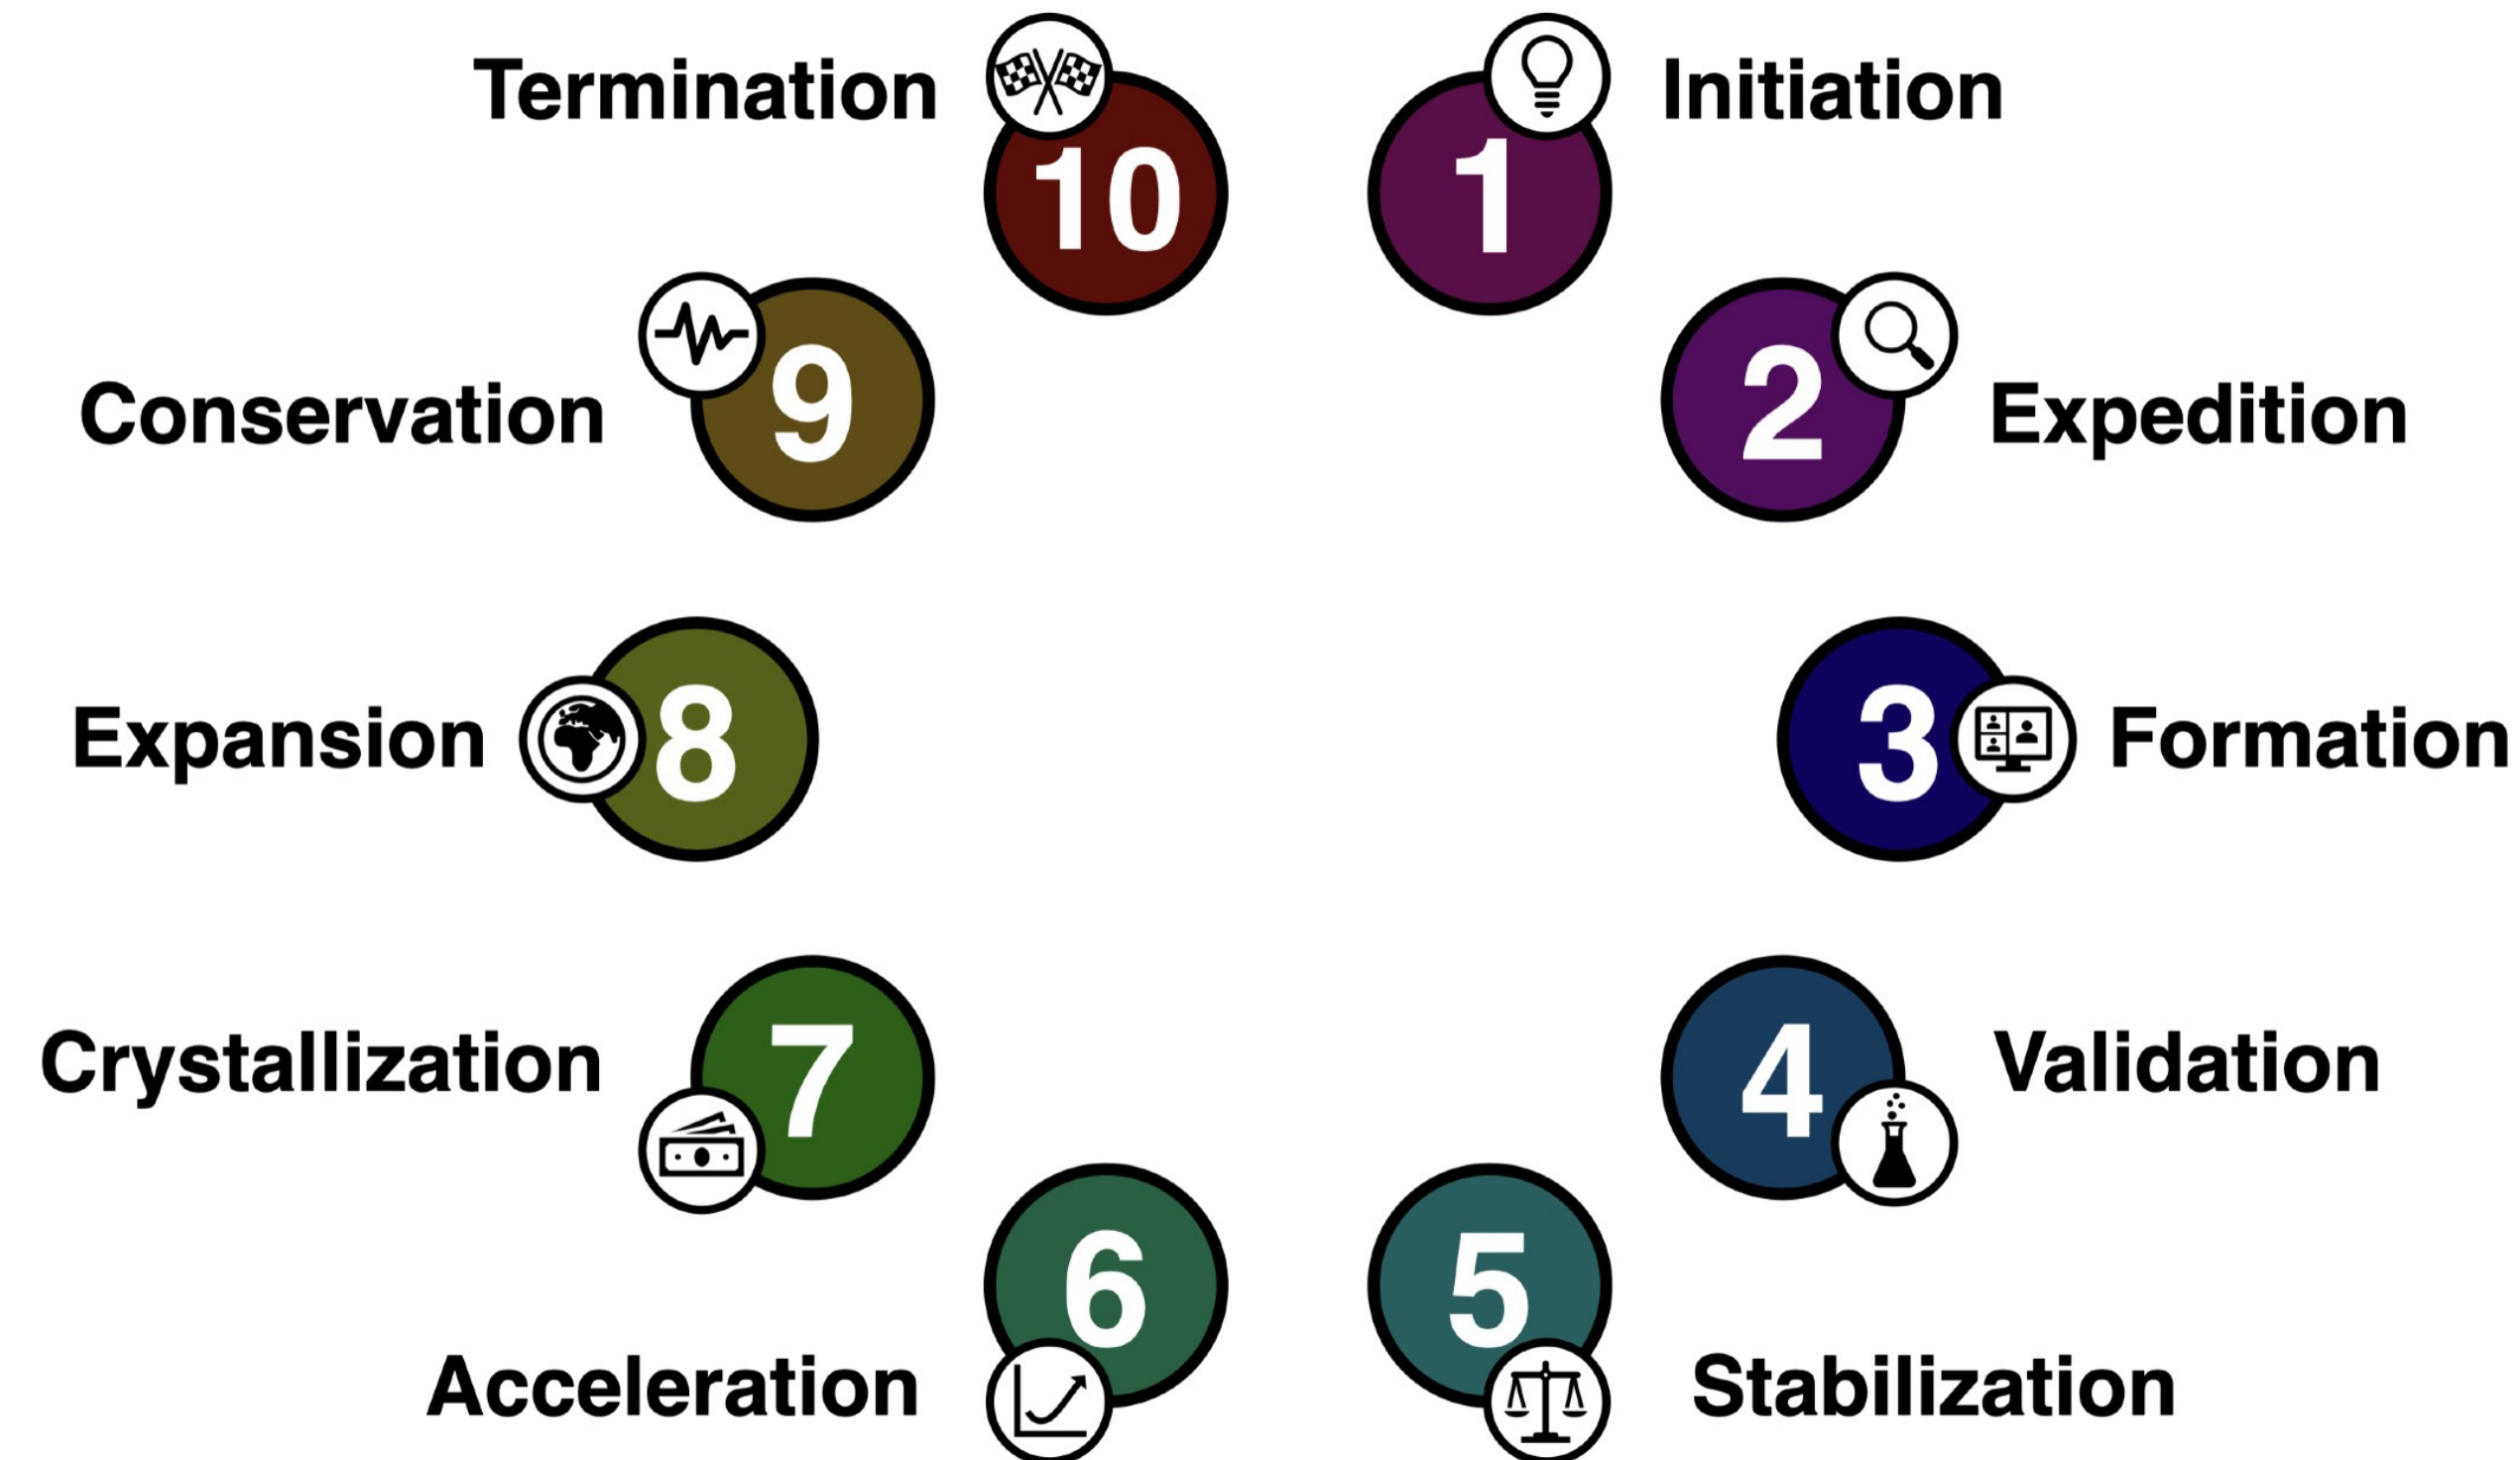 Termination
10
1
Initiation
Conservation
9
2
Expedition
Expansion
8
3
Formation
Crystallization
7
4
Validation
Acceleration
6
5
Stabilization